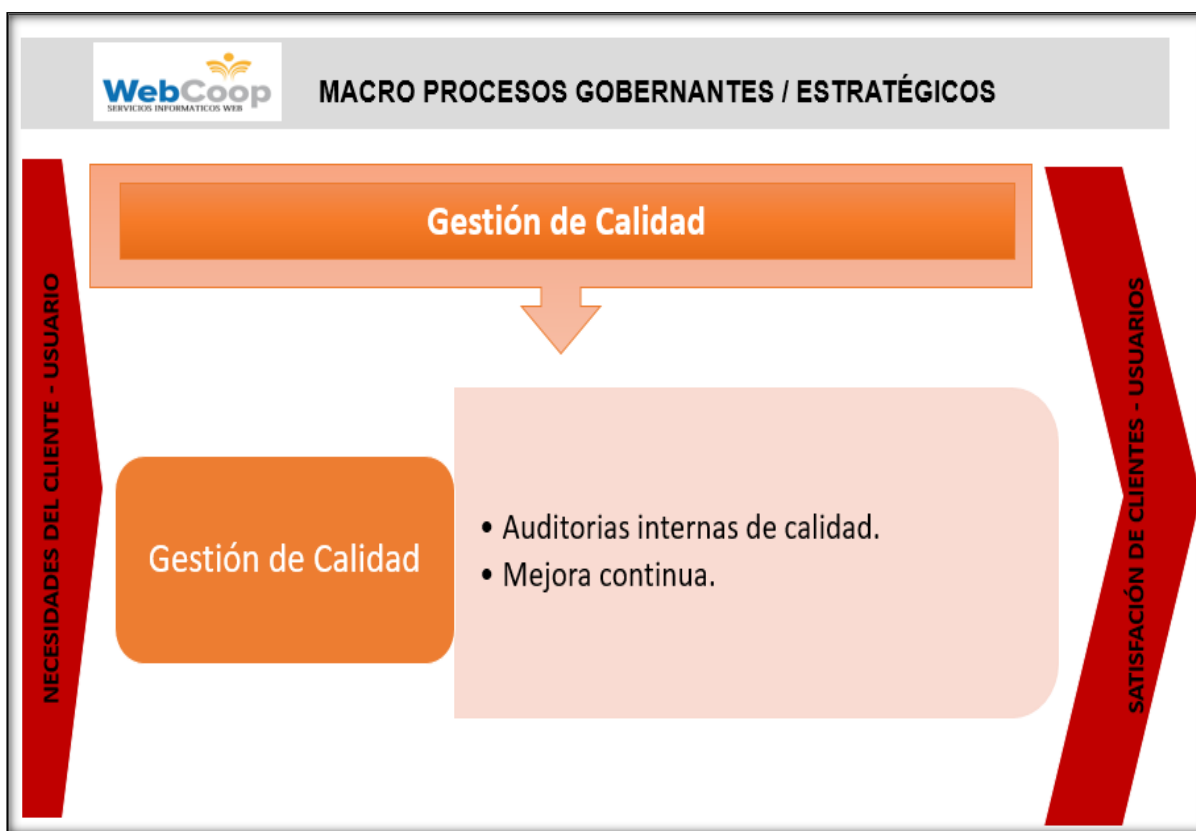 WebCoop
SERVICIOS INFORMATICOS WEB
MACRO PROCESOS GOBERNANTES / ESTRATÉGICOS
NECESIDADES DEL CLIENTE - USUARIO
Gestión de Calidad
Gestión de Calidad
• Auditorias internas de calidad.
• Mejora continua.
SATISFACIÓN DE CLIENTES - USUARIOS